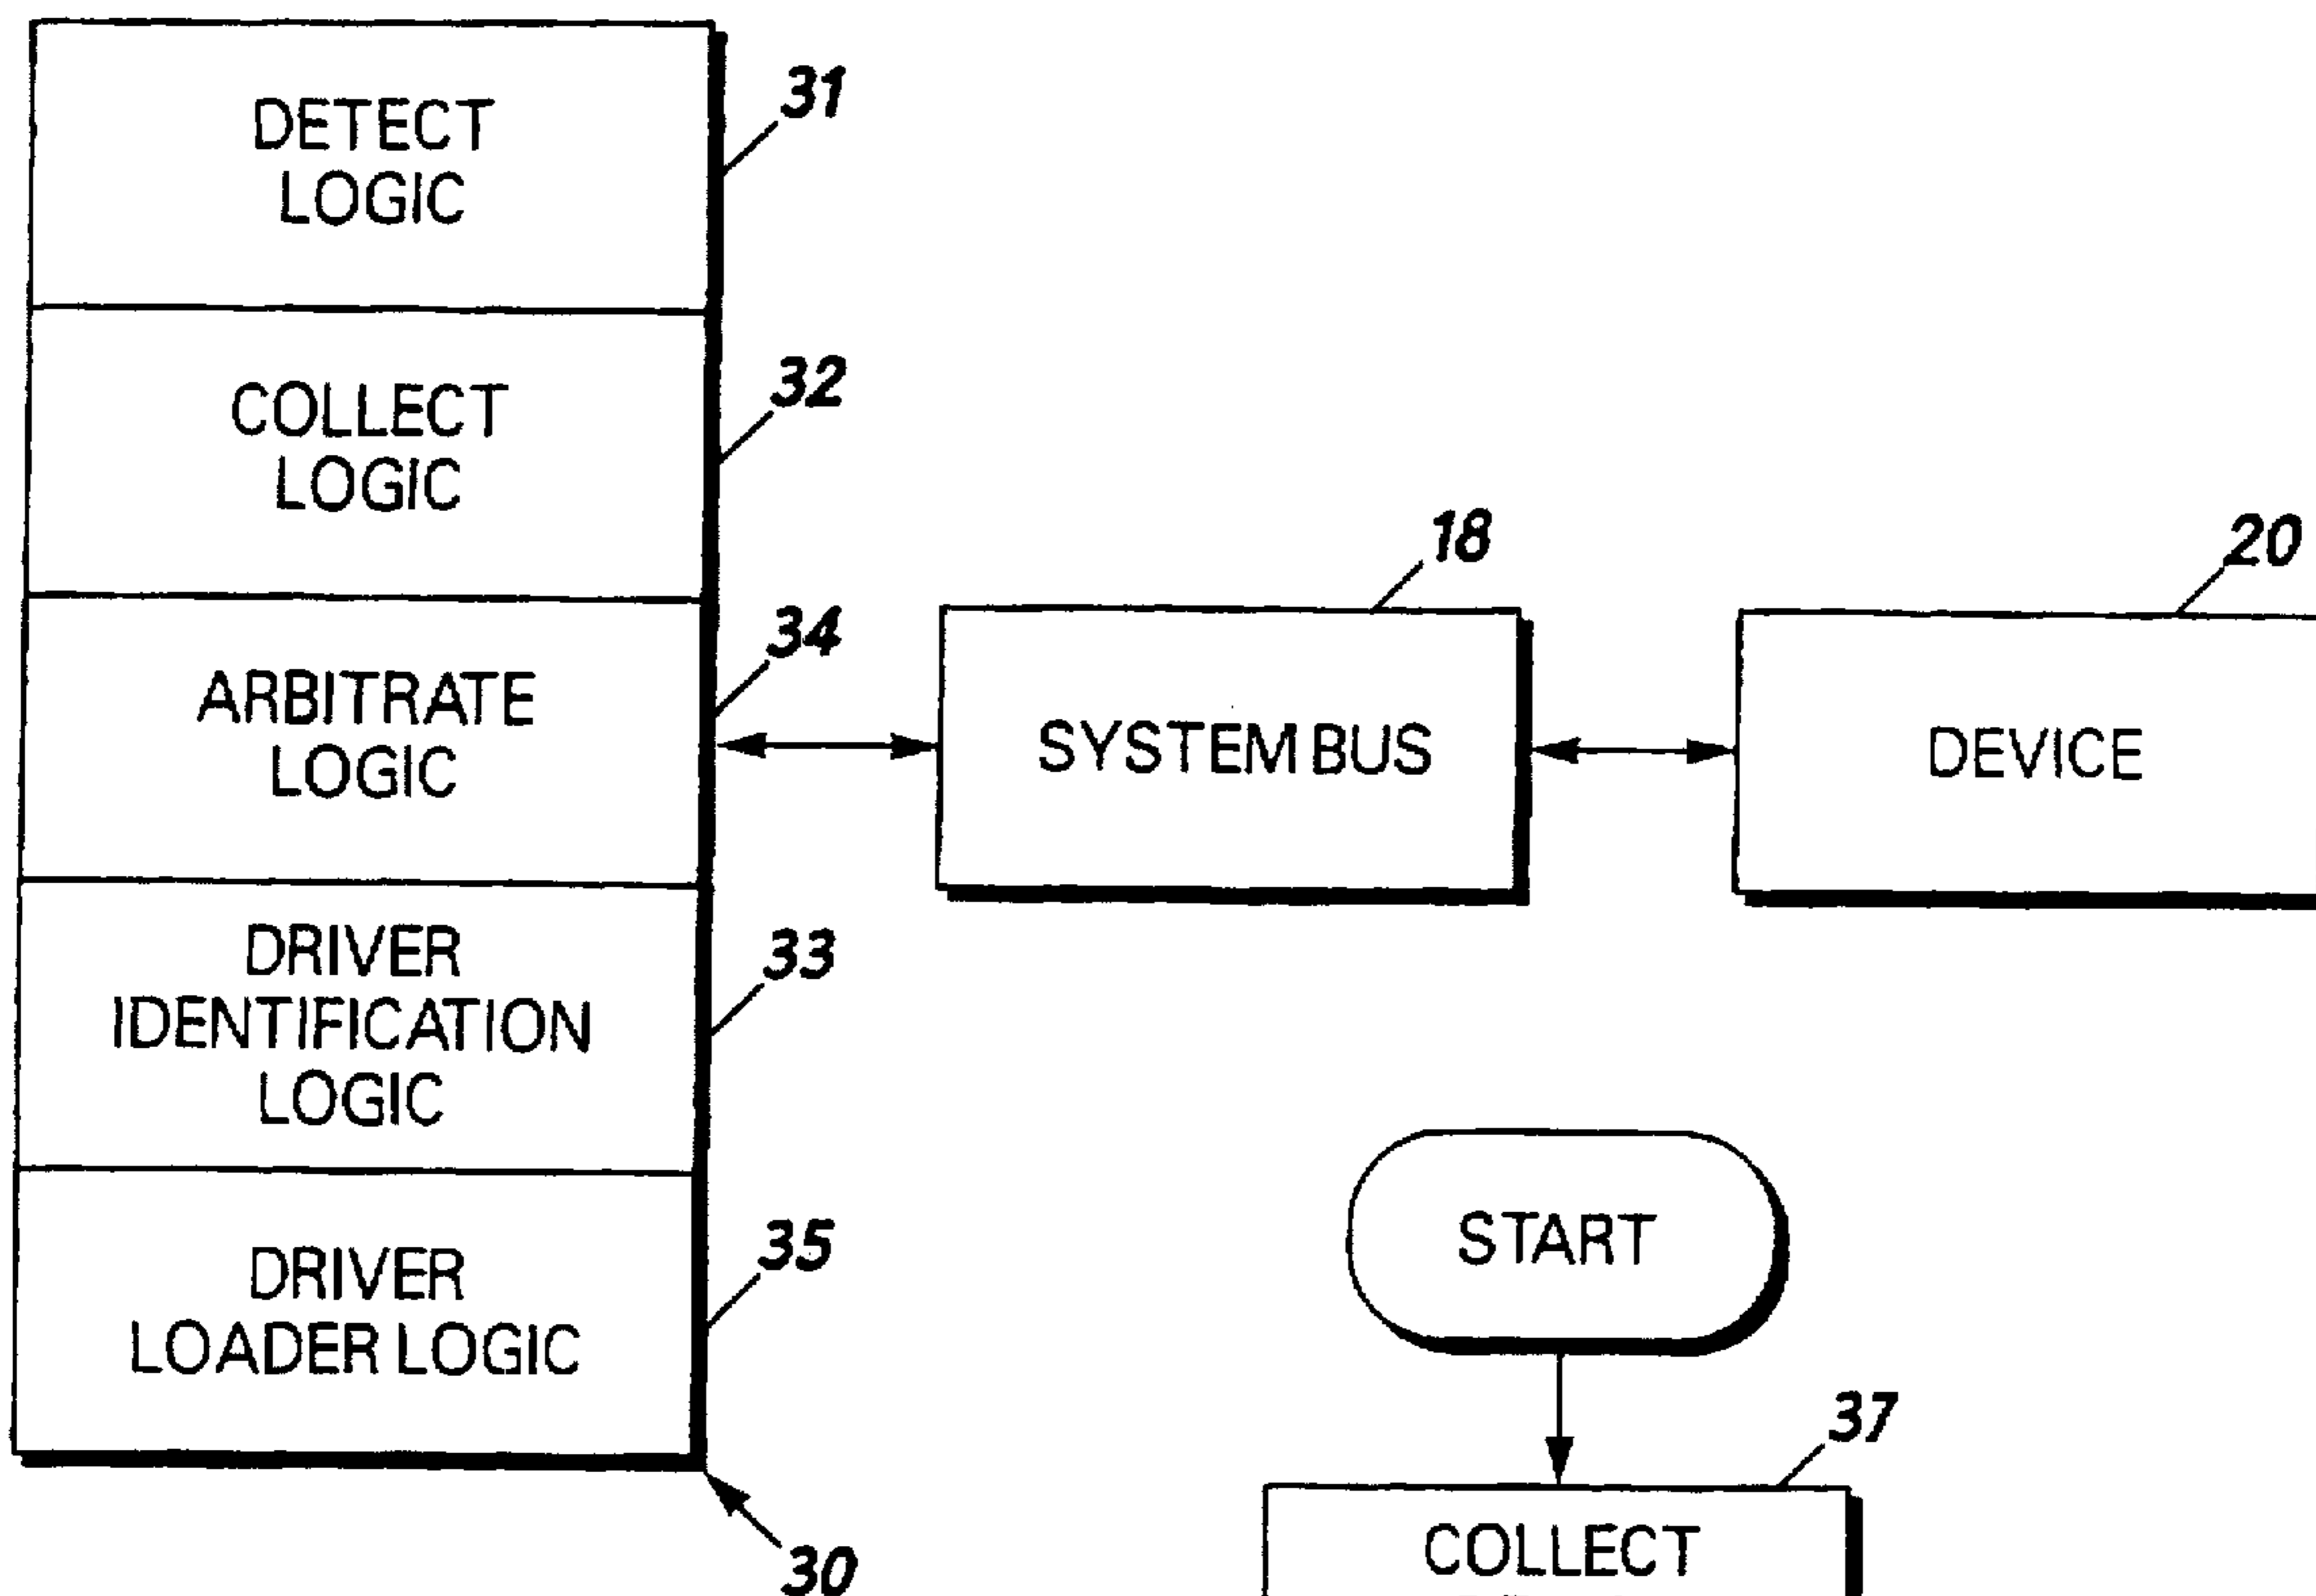 DETECT
LOGIC
31
COLLECT
LOGIC
32
ARBITRATE
LOGIC
34
DRIVER
IDENTIFICATION
LOGIC
33
DRIVER
LOADER LOGIC
35
30
SYSTEM BUS
18
DEVICE
20
START
37
COLLECT